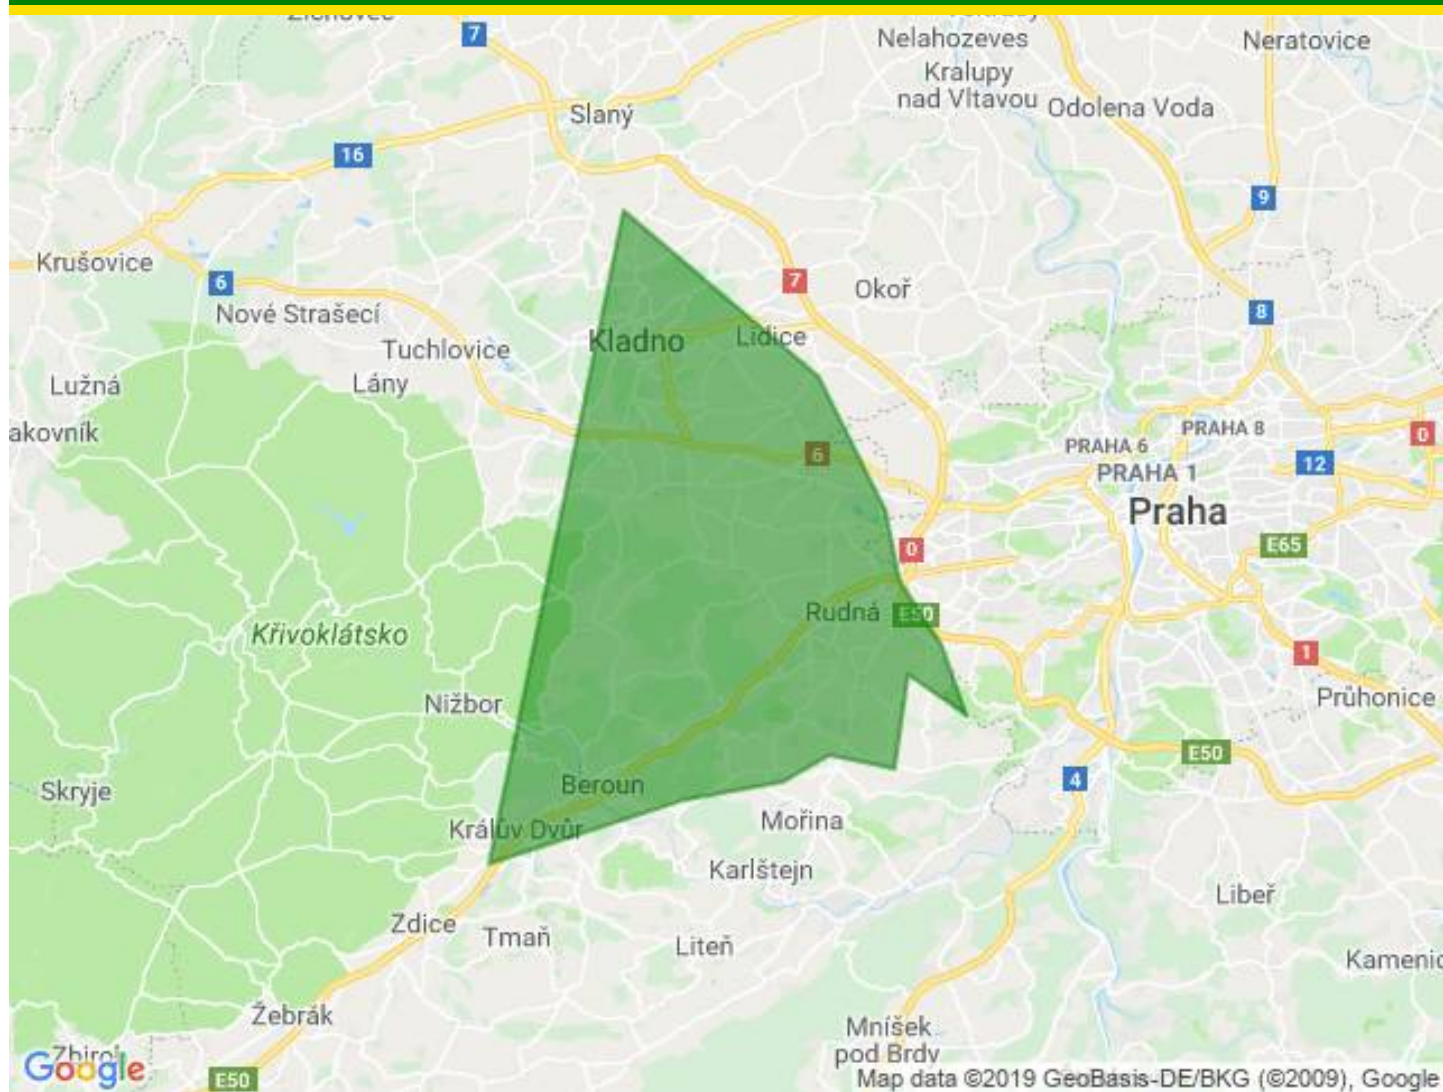 7
Nelahozeves
Neratovice
Kralupy
nad Vltavou
Odolena Voda
Slaný
16
9
Krušovice
6
7
Okoř
Nové Strašecí
8
Kladno
Lidice
Tuchlovice
Lány
Lužná
akovník
PRAHA 8
0
PRAHA 6
6
12
PRAHA 1
Praha
0
E65
Rudná
E50
Křivoklátsko
1
Nižbor
Průhonice
E50
4
Skryje
Beroun
Mořina
Králův Dvůr
Karlštejn
Libeř
Zdice
Tmaň
Liteň
Kamenic
Žebrák
Mníšek
pod Brdy
Google
E50
Map data ©2019 GeoBasis-DE/BKG (©2009), Google